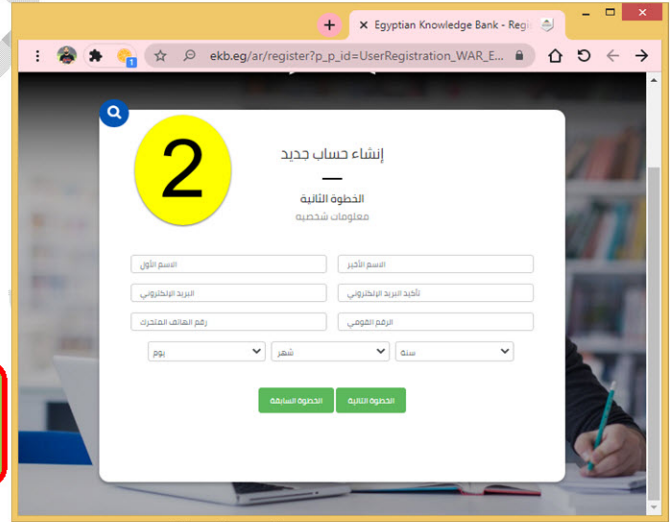 Egyptian Knowledge Bank - Regi
ekb.eg/ar/register?p_p_id=UserRegistration_WAR_E...
1
2
إنشاء حساب جديد
الخطوة الثانية
معلومات شخصيه
الاسم الأول
الاسم الأخير
البريد الإلكتروني
تأكيد البريد الإلكتروني
رقم الهاتف المتحرك
الرقم القومي
يوم
شهر
سنة
الخطوة السابقة
الخطوة التالية